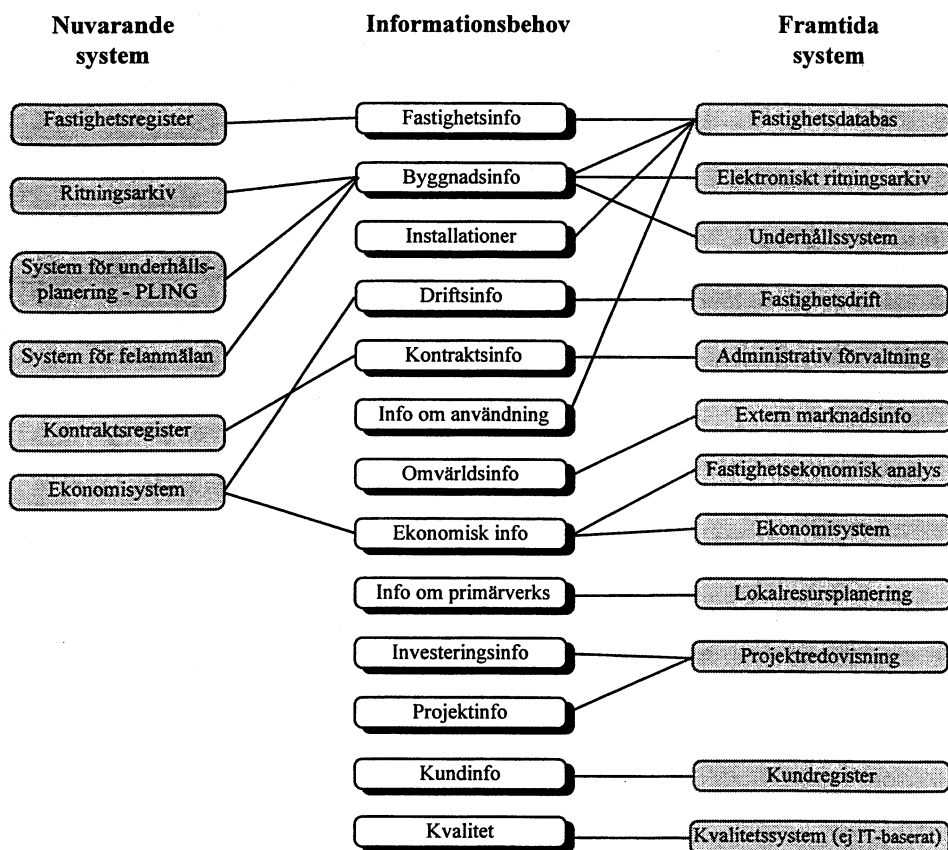 Nuvarande
system
Informationsbehov
Framtida
system
Fastighetsregister
Fastighetsinfo
Fastighetsdatabas
Ritningsarkiv
Byggnadsinfo
Elektroniskt ritningsarkiv
Installationer
Underhållssystem
System för underhålls-
planering - PLING
Driftsinfo
Fastighetsdrift
System för felanmälan
Kontraktsinfo
Administrativ förvaltning
Kontraktsregister
Info om användning
Extern marknadsinfo
Ekonomisystem
Omvärldsinfo
Fastighetsekonomisk analys
Ekonomisk info
Ekonomisystem
Info om primärverks
Lokalresursplanering
Investeringsinfo
Projektredovisning
Projektinfo
Kundinfo
Kundregister
Kvalitet
Kvalitetssystem (ej IT-baserat)